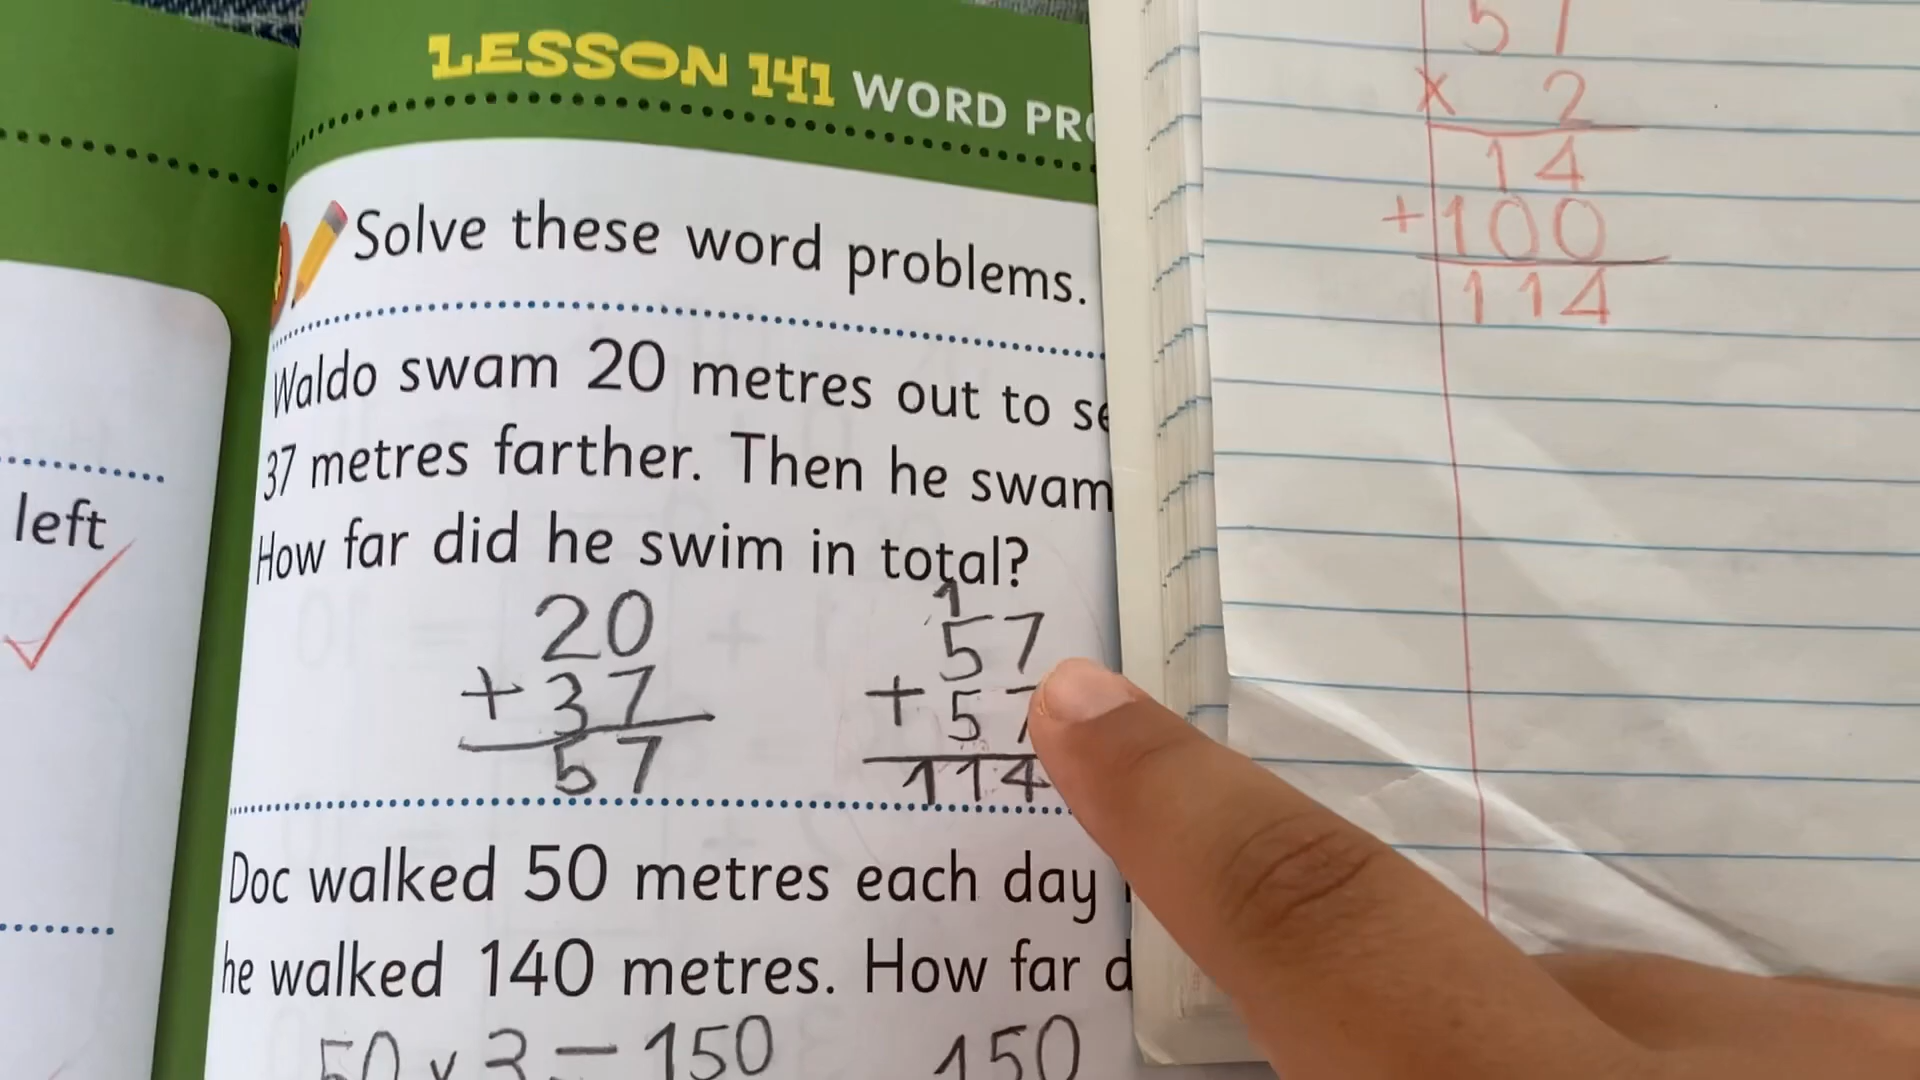 LESSON 141 WORD
Solve these word problems.
Waldo swam 20 metres out to
37 metres farther. Then he swam
How far did he swim in total?
20
+ 37
57
1
57
+ 57
114
Doc walked 50 metres each day
he walked 140 metres. How far
50 x 3 = 150
150
left
57
x 2
14
+ 100
114